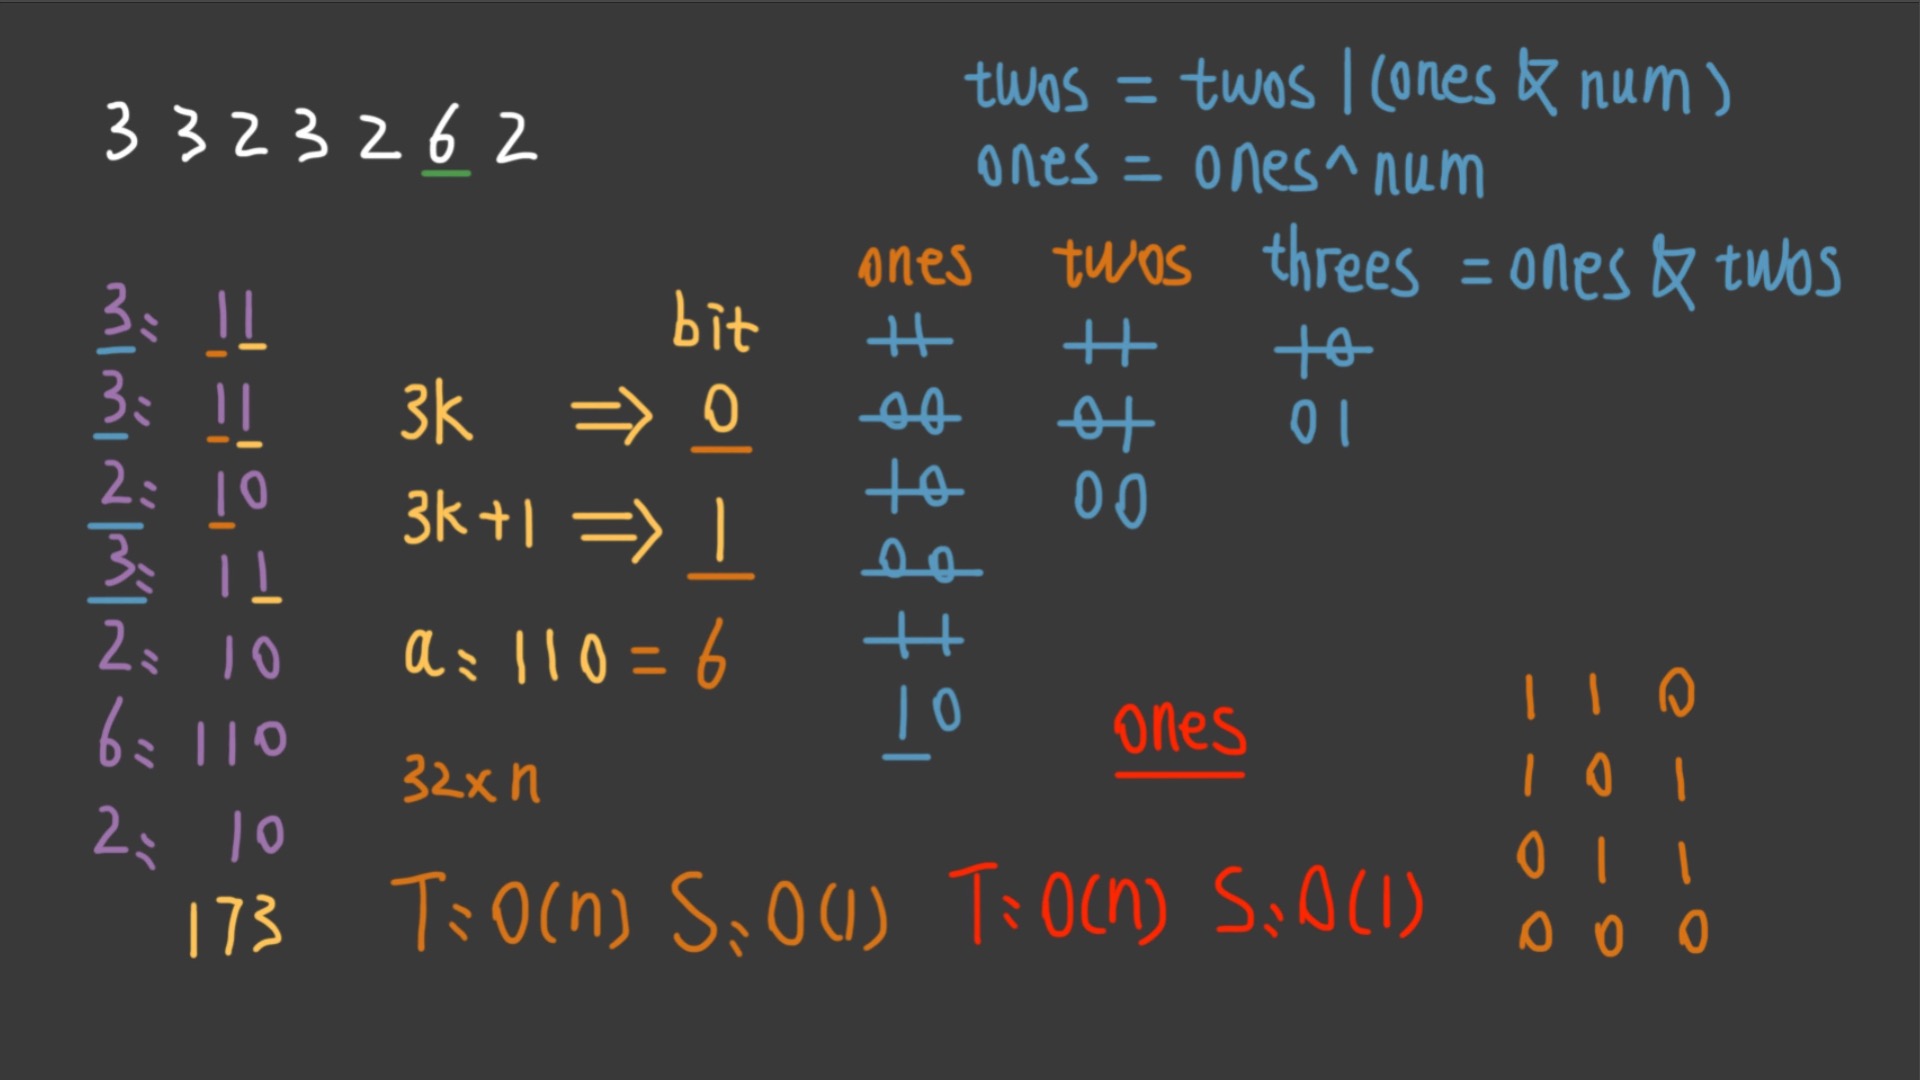 3 3 2 3 2 6 2
twos = twos | (ones & num)
ones = ones ^ num
ones twos threes = ones & twos
3: 11
3: 11
2: 10
3: 11
2: 10
6: 110
2: 10
173
bit
3k ⇒ 0
3k+1 ⇒ 1
a: 110 = 6
32 x n
T: O(n) S: O(1)
11 11 10
00 01 01
10 00
00
11
10
ones
T: O(n) S: O(1)
1 1 0
1 0 1
0 1 1
0 0 0